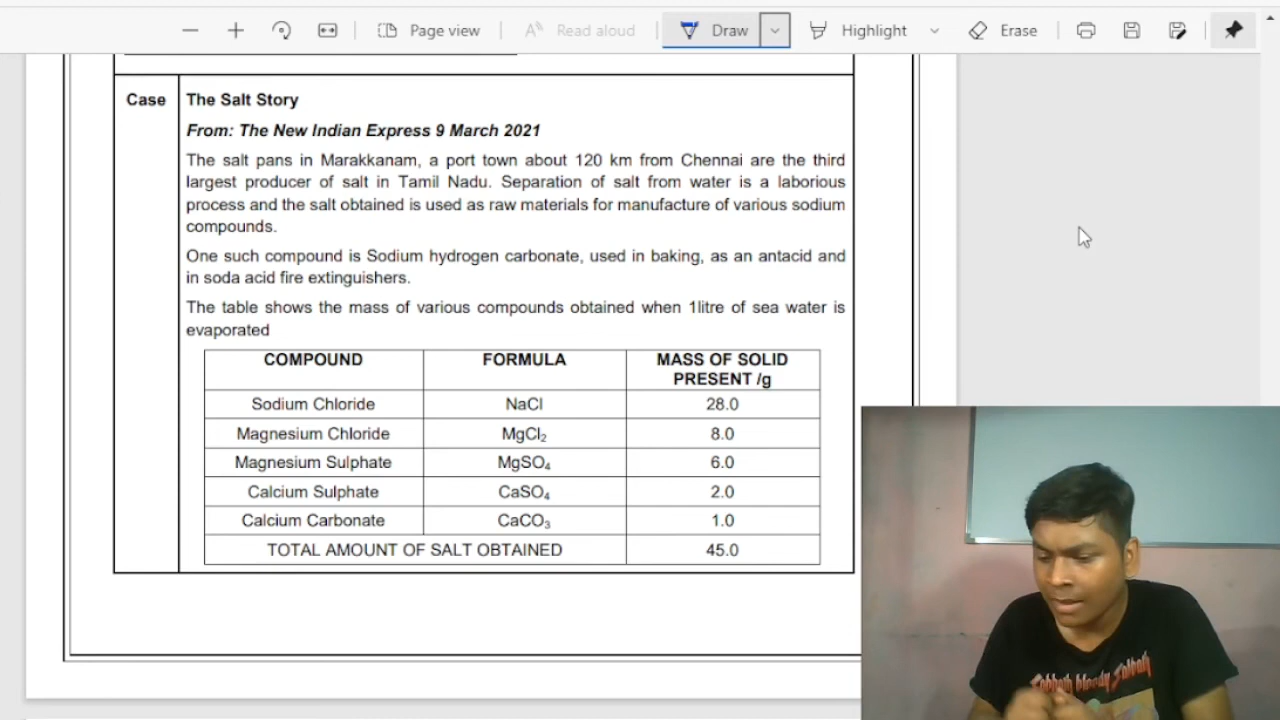 Page view
Read aloud
Draw
Highlight
Erase
Case
The Salt Story
From: The New Indian Express 9 March 2021
The salt pans in Marakkanam, a port town about 120 km from Chennai are the third
largest producer of salt in Tamil Nadu. Separation of salt from water is a laborious
process and the salt obtained is used as raw materials for manufacture of various sodium
compounds.
One such compound is Sodium hydrogen carbonate, used in baking, as an antacid and
in soda acid fire extinguishers.
The table shows the mass of various compounds obtained when 1litre of sea water is
evaporated
COMPOUND FORMULA MASS OF SOLID
PRESENT /g
Sodium Chloride NaCl 28.0
Magnesium Chloride MgCl₂ 8.0
Magnesium Sulphate MgSO₄ 6.0
Calcium Sulphate CaSO₄ 2.0
Calcium Carbonate CaCO₃ 1.0
TOTAL AMOUNT OF SALT OBTAINED 45.0
Sabbath bloody Sabbath